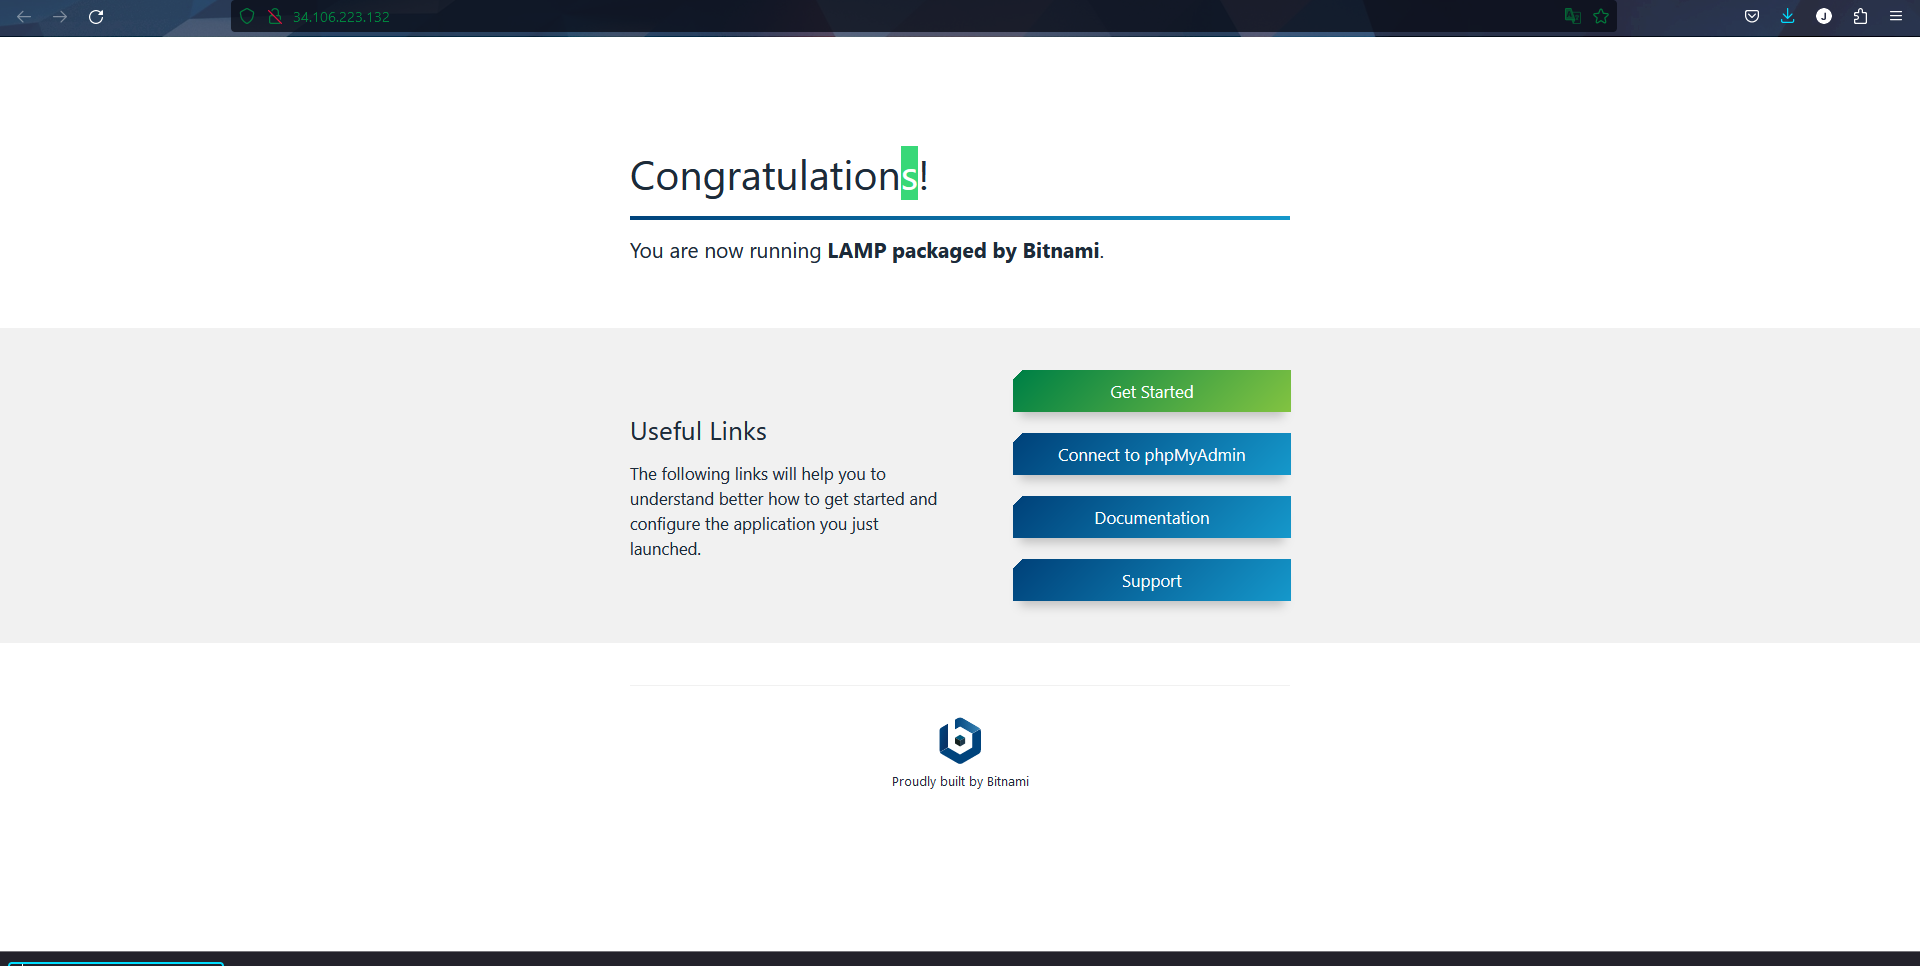 34.106.223.132
Congratulations!
You are now running LAMP packaged by Bitnami.
Useful Links
The following links will help you to
understand better how to get started and
configure the application you just
launched.
Get Started
Connect to phpMyAdmin
Documentation
Support
Proudly built by Bitnami